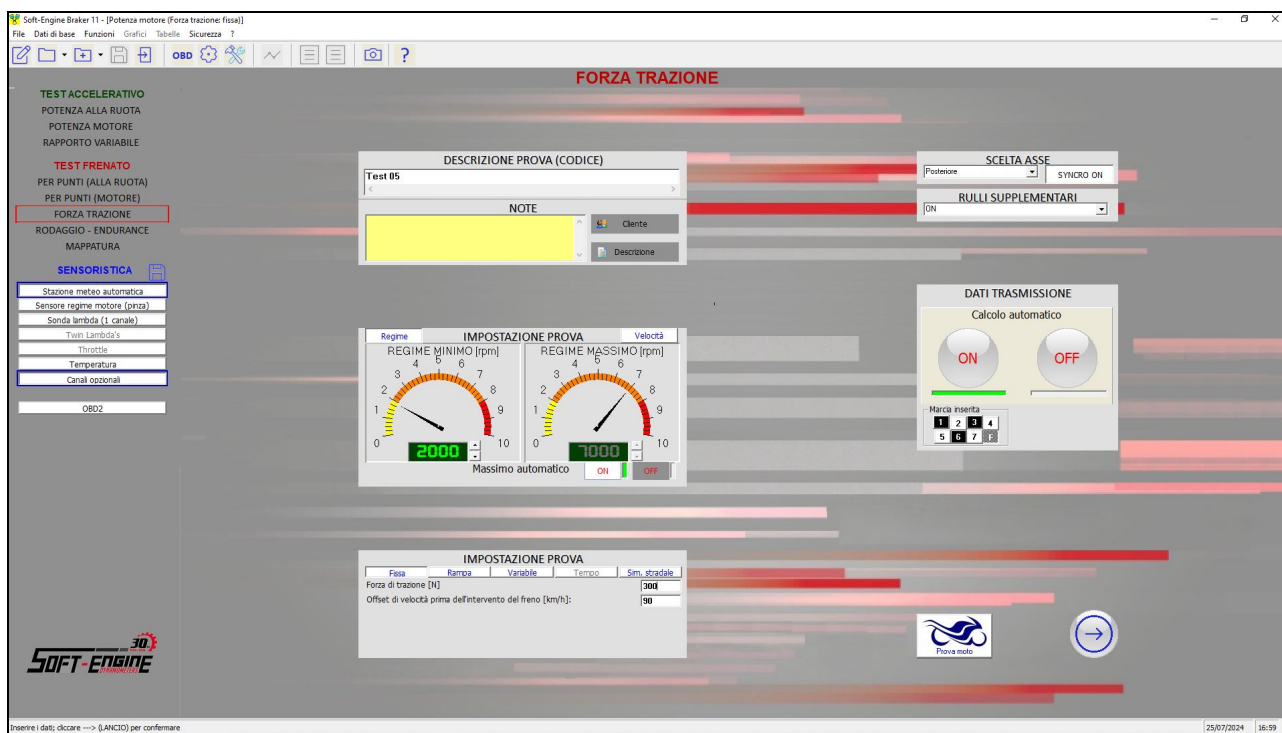 Soft-Engine Braker 11 - [Potenza motore (Forza trazione: fissa)]
File Dati di base Funzioni Grafici Tabelle Sicurezza ?
OBD ?
FORZA TRAZIONE
TEST ACCELERATIVO
POTENZA ALLA RUOTA
POTENZA MOTORE
RAPPORTO VARIABILE
TEST FRENATO
PER PUNTI (ALLA RUOTA)
PER PUNTI (MOTORE)
FORZA TRAZIONE
RODAGGIO - ENDURANCE
MAPPATURA
SENSORISTICA
Stazione meteo automatica
Sensore regime motore (pinza)
Sonda lambda (1 canale)
Twin Lambda's
Throttle
Temperatura
Canali opzionali
OBD2
DESCRIZIONE PROVA (CODICE)
Test 05
NOTE
Cliente
Descrizione
SCELTA ASSE
Posteriore SYNCRO ON
RULLI SUPPLEMENTARI
ON
Regime IMPOSTAZIONE PROVA Velocità
REGIME MINIMO [rpm] REGIME MASSIMO [rpm]
0 1 2 3 4 5 6 7 8 9 10
0 1 2 3 4 5 6 7 8 9 10
2000 7000
Massimo automatico ON OFF
DATI TRASMISSIONE
Calcolo automatico
ON OFF
Marcia inserita
1 2 3 4
5 6 7 F
IMPOSTAZIONE PROVA
Fissa Rampa Variabile Tempo Sim. stradale
Forza di trazione [N] 300
Offset di velocità prima dell'intervento del freno [km/h]: 90
Prova moto
30
SOFT-ENGINE
DYNAMOMETERS
Inserire i dati; cliccare ---> (LANCIO) per confermare
25/07/2024 16:59